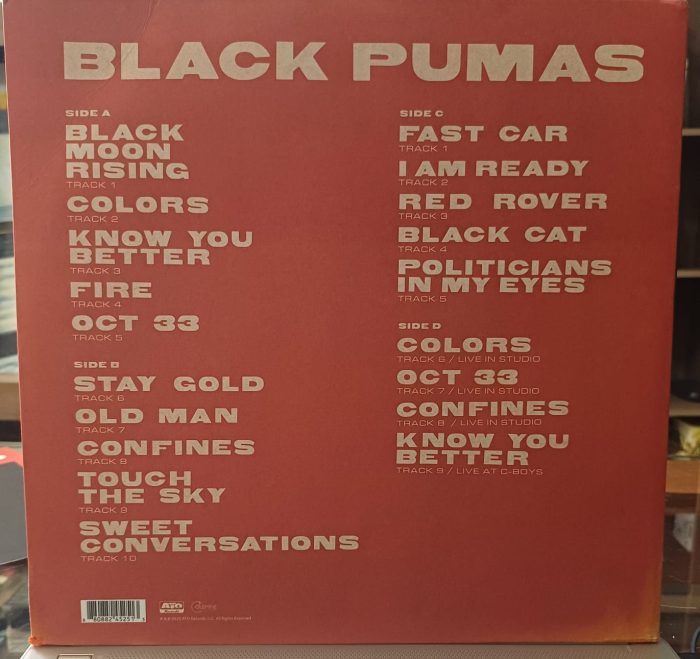 BLACK PUMAS
SIDE A
BLACK
MOON
RISING
TRACK 1
COLORS
TRACK 2
KNOW YOU
BETTER
TRACK 3
FIRE
TRACK 4
OCT 33
TRACK 5
SIDE B
STAY GOLD
TRACK 6
OLD MAN
TRACK 7
CONFINES
TRACK 8
TOUCH
THE SKY
TRACK 9
SWEET
CONVERSATIONS
TRACK 10
SIDE C
FAST CAR
TRACK 1
I AM READY
TRACK 2
RED ROVER
TRACK 3
BLACK CAT
TRACK 4
POLITICIANS
IN MY EYES
TRACK 5
SIDE D
COLORS
TRACK 6 / LIVE IN STUDIO
OCT 33
TRACK 7 / LIVE IN STUDIO
CONFINES
TRACK 8 / LIVE IN STUDIO
KNOW YOU
BETTER
TRACK 9 / LIVE AT C-BOYS
ATO
Records
All Rights Reserved